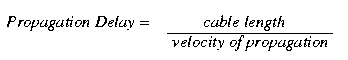 Propagation Delay = cable length
velocity of propagation